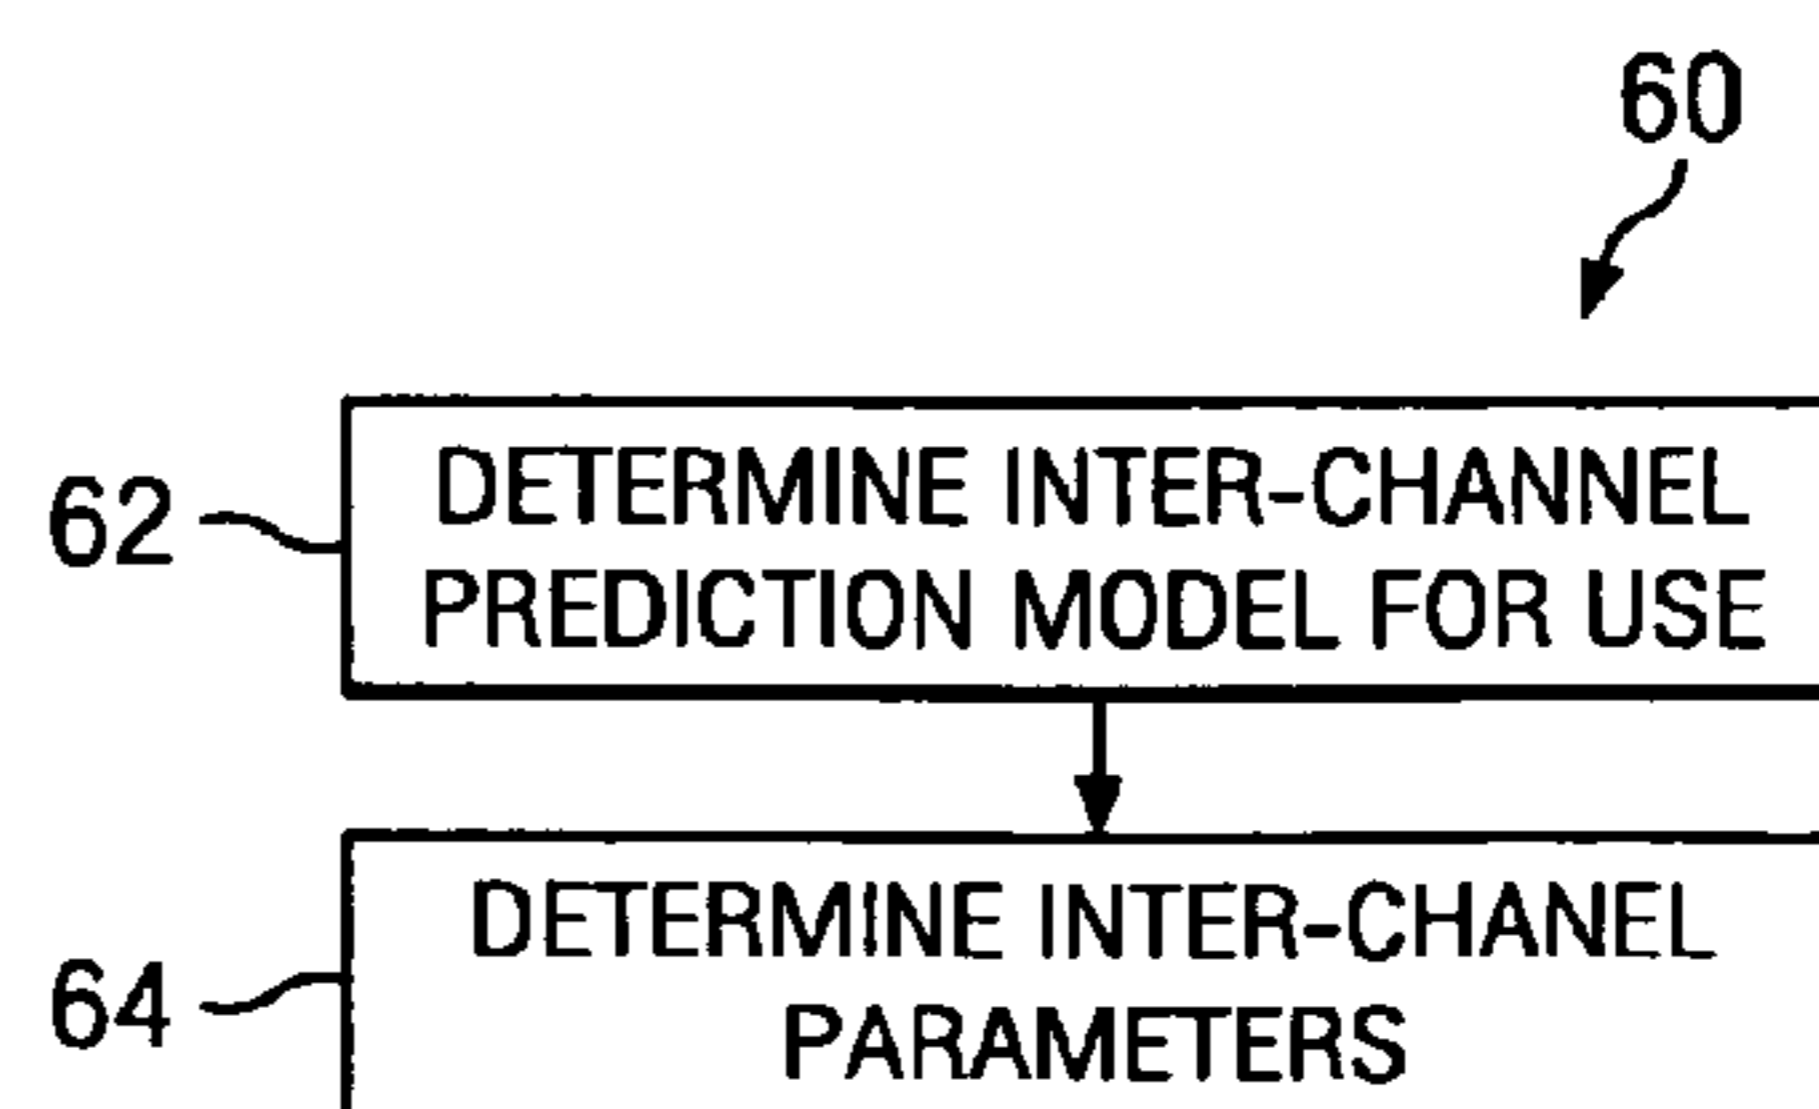 60
62
DETERMINE INTER-CHANNEL
PREDICTION MODEL FOR USE
64
DETERMINE INTER-CHANEL
PARAMETERS